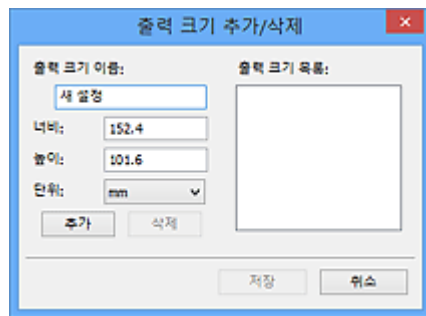 출력 크기 추가/삭제
출력 크기 이름:
새 설정
너비:
152.4
높이:
101.6
단위:
mm
추가
삭제
출력 크기 목록:
저장
취소